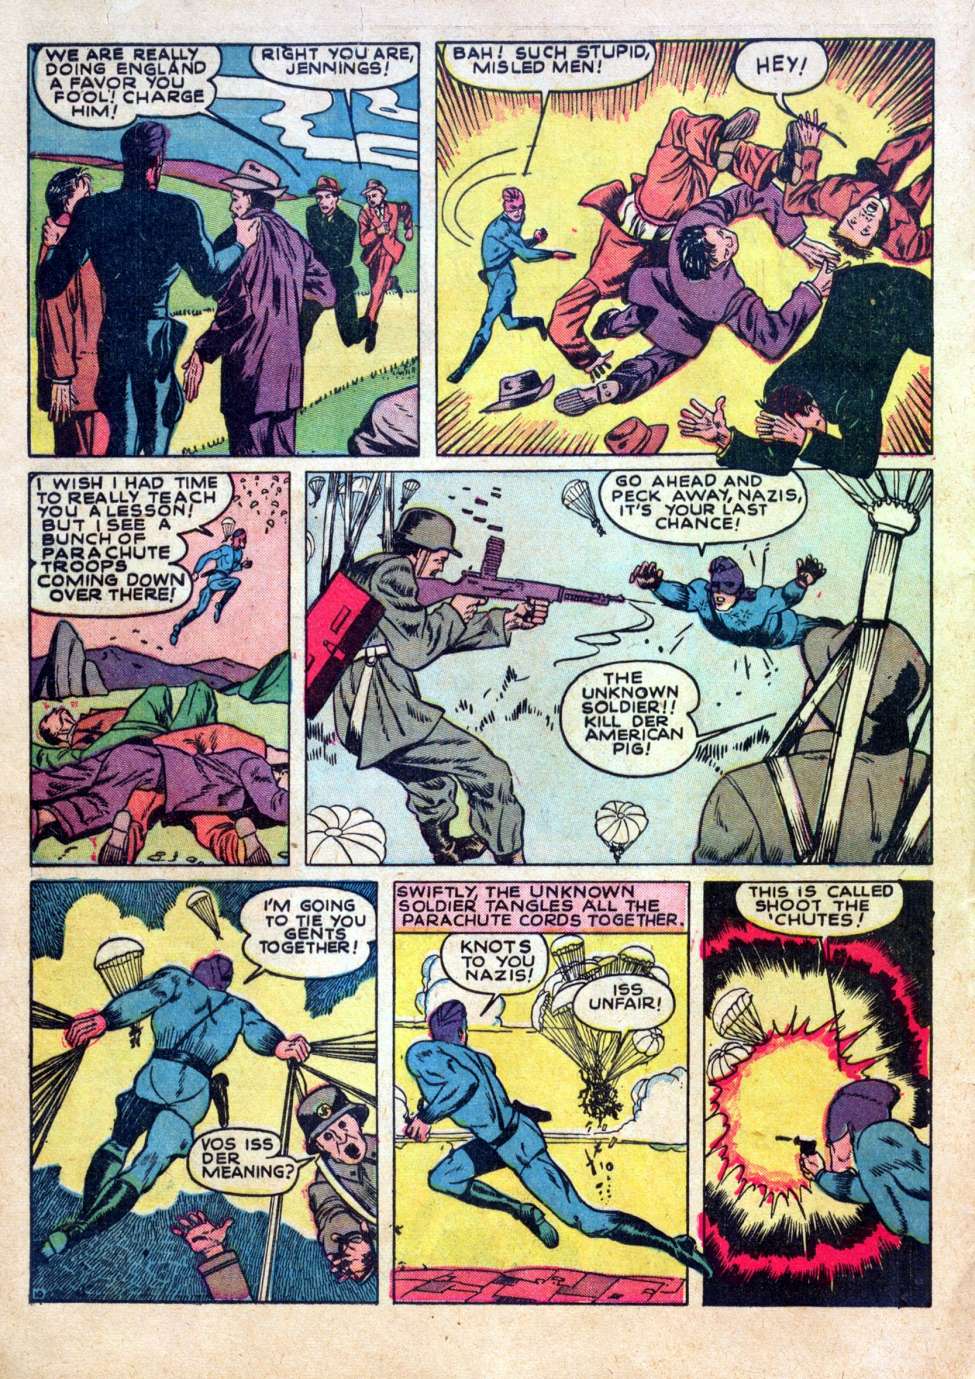 WE ARE REALLY
DOING ENGLAND
A FAVOR YOU
FOOL! CHARGE
HIM!
RIGHT YOU ARE,
JENNINGS!
BAH! SUCH STUPID,
MISLED MEN!
HEY!
I WISH I HAD TIME
TO REALLY TEACH
YOU A LESSON!
BUT I SEE A
BUNCH OF
PARACHUTE
TROOPS
COMING DOWN
OVER THERE!
GO AHEAD AND
PECK AWAY, NAZIS,
IT'S YOUR LAST
CHANCE!
THE
UNKNOWN
SOLDIER!!
KILL DER
AMERICAN
PIG!
I'M GOING
TO TIE YOU
GENTS
TOGETHER!
VOS ISS
DER
MEANING?
SWIFTLY, THE UNKNOWN
SOLDIER TANGLES ALL THE
PARACHUTE CORDS TOGETHER.
KNOTS
TO YOU
NAZIS!
ISS
UNFAIR!
THIS IS CALLED
SHOOT THE
'CHUTES!